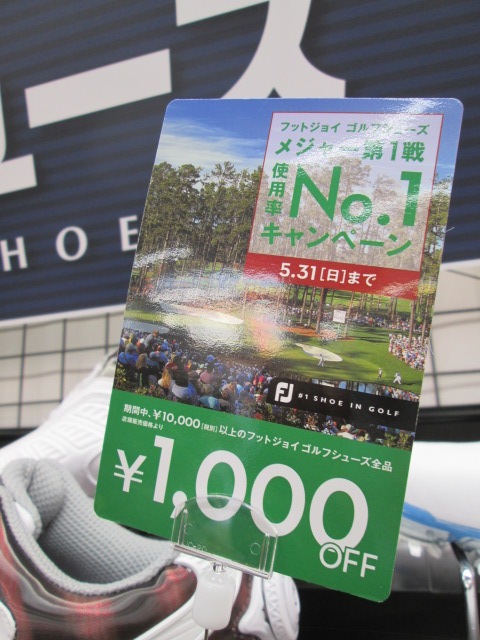 ーズ
SHOE
フットジョイ ゴルフシューズ
メジャー第1戦
使用率
No.1
キャンペーン
5.31[日]まで
FJ #1 SHOE IN GOLF
期間中、¥10,000[税別]以上のフットジョイゴルフシューズ全品
店頭販売価格より
¥1,000
OFF